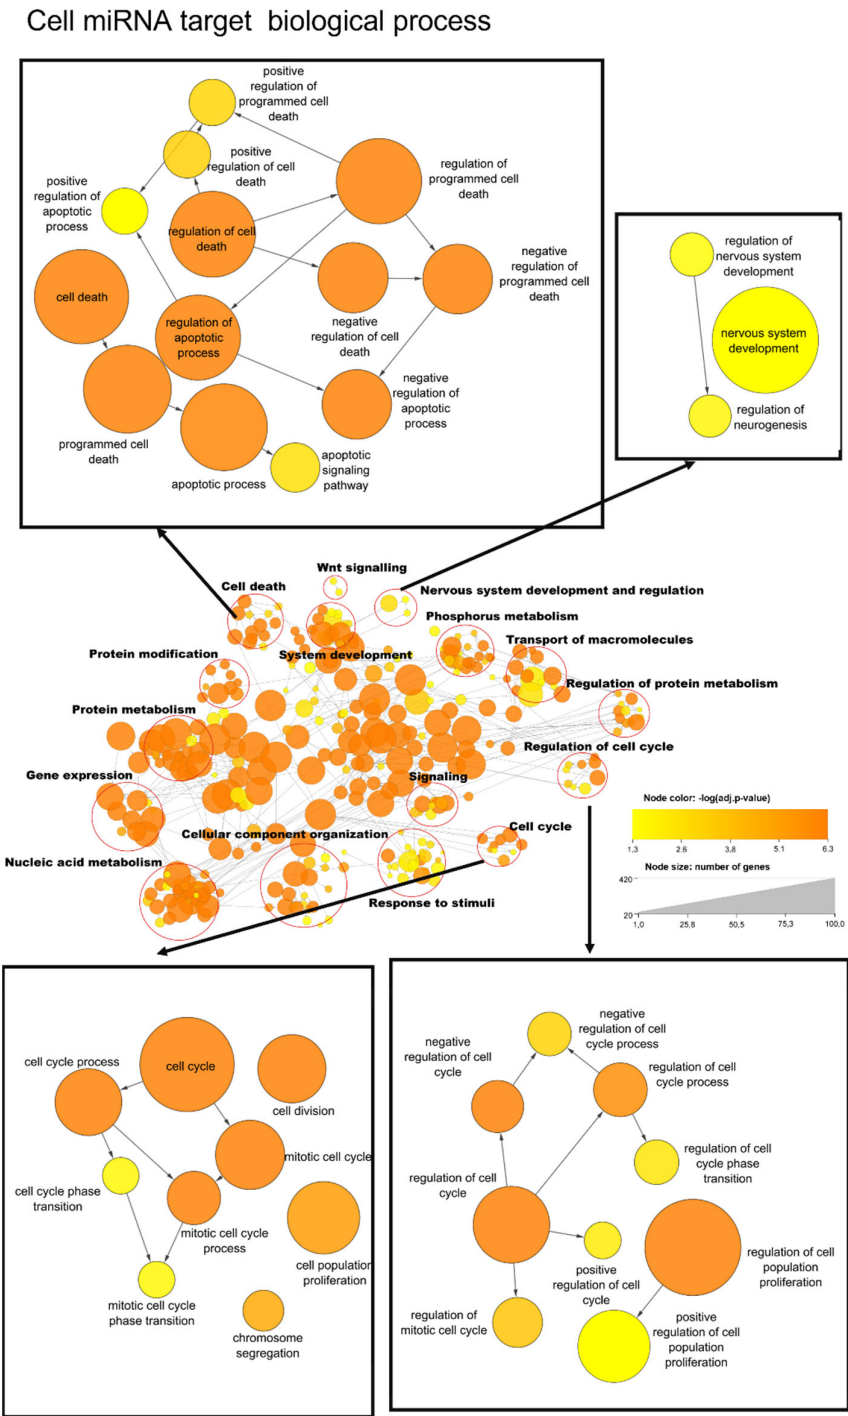 Cell miRNA target  biological process
positive
regulation of
programmed cell
death
positive
regulation of cell
death
regulation of
programmed cell
death
positive
regulation of
apoptotic
process
regulation of cell
death
negative
regulation of
programmed cell
death
cell death
regulation of
apoptotic
process
negative
regulation of cell
death
negative
regulation of
apoptotic
process
programmed cell
death
apoptotic process
apoptotic
signaling
pathway
regulation of
nervous system
development
nervous system
development
regulation of
neurogenesis
Wnt signalling
Cell death
Nervous system development and regulation
Phosphorus metabolism
Transport of macromolecules
Protein modification
System development
Regulation of protein metabolism
Protein metabolism
Regulation of cell cycle
Gene expression
Signaling
Cellular component organization
Cell cycle
Nucleic acid metabolism
Response to stimuli
Node color: -log(adj.p-value)
1,3 2,6 3,8 5,1 6,3
Node size: number of genes
420
20
1,0 25,8 50,5 75,3 100,0
cell cycle process
cell cycle
cell division
mitotic cell cycle
cell cycle phase
transition
mitotic cell cycle
process
cell population
proliferation
mitotic cell cycle
phase transition
chromosome
segregation
negative
regulation of cell
cycle process
negative
regulation of cell
cycle
regulation of cell
cycle process
regulation of cell
cycle phase
transition
regulation of cell
cycle
positive
regulation of cell
cycle
regulation of cell
population
proliferation
regulation of
mitotic cell cycle
positive
regulation of cell
population
proliferation